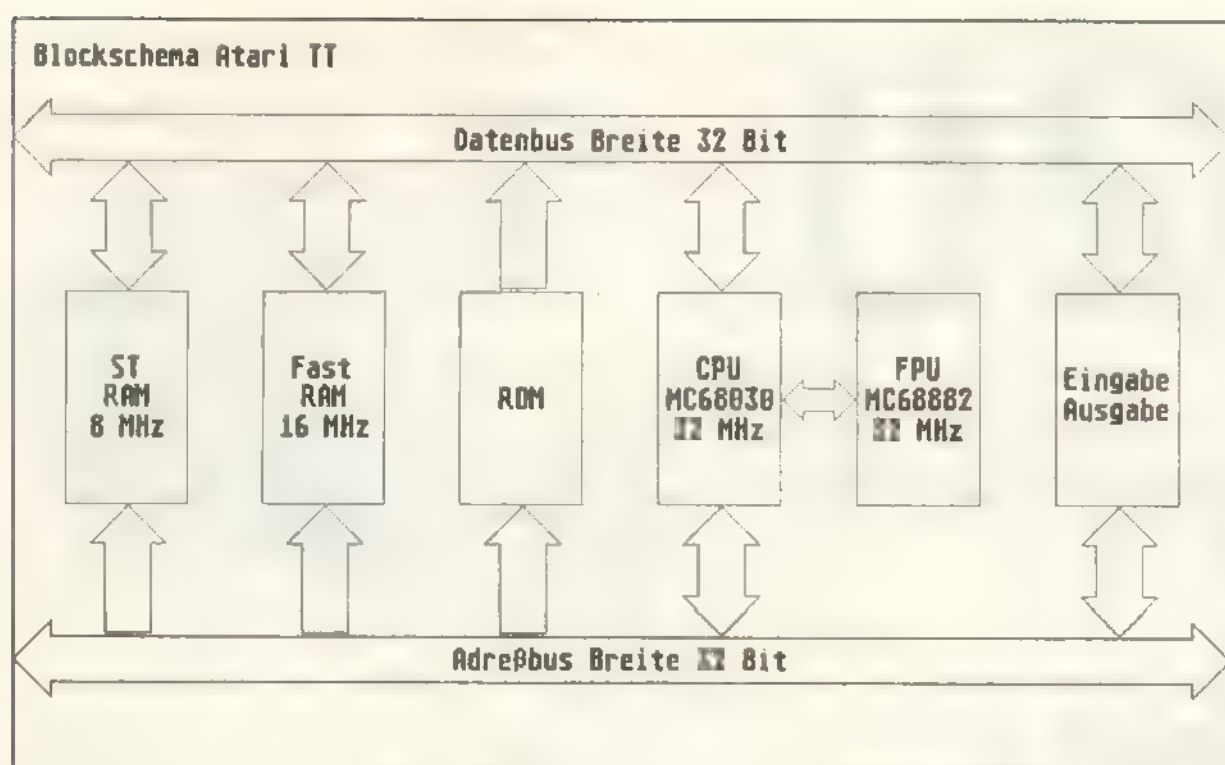 Blockschema Atari TT
Datenbus Breite 32 Bit
ST
RAM
8 MHz
Fast
RAM
16 MHz
ROM
CPU
MC68030
MHz
FPU
MC68882
MHz
Eingabe
Ausgabe
Adreßbus Breite Bit